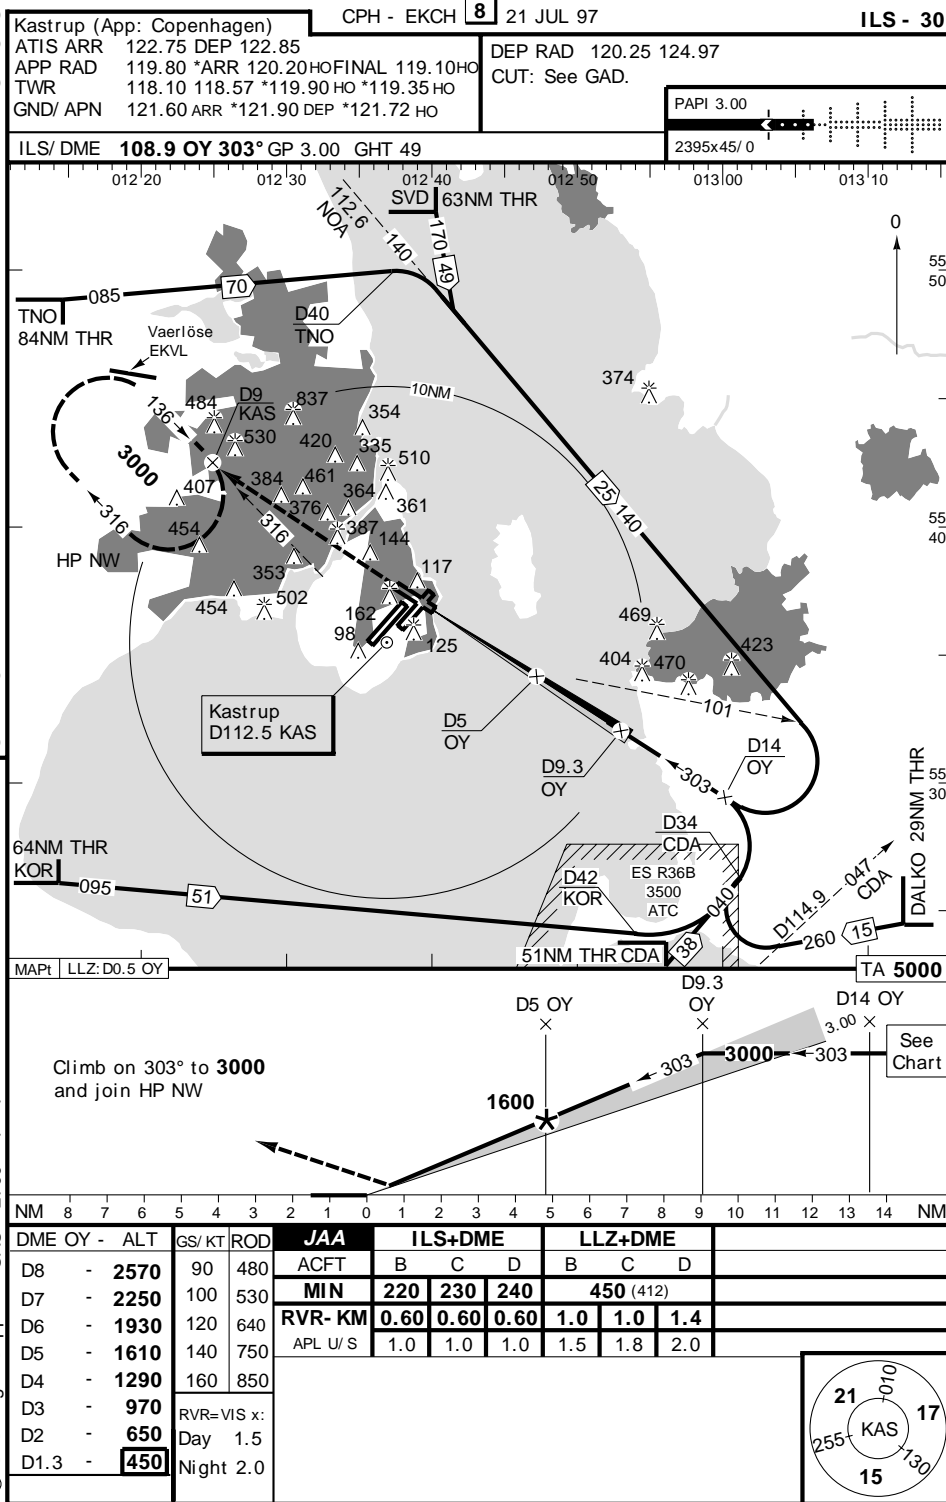 CPH - EKCH 8 21 JUL 97
ILS - 30
Kastrup (App: Copenhagen)
ATIS ARR 122.75 DEP 122.85
APP RAD 119.80 *ARR 120.20 HO FINAL 119.10 HO
TWR 118.10 118.57 *119.90 HO *119.35 HO
GND/ APN 121.60 ARR *121.90 DEP *121.72 HO
DEP RAD 120.25 124.97
CUT: See GAD.
PAPI 3.00
2395x45/ 0
ILS/ DME 108.9 OY 303° GP 3.00 GHT 49
012 20 012 30 012 40 012 50 013 00 013 10
SVD 63NM THR
112.6
NOA
140
170
49
0
55
50
085
70
TNO
84NM THR
D40
TNO
Vaerlöse
EKVL
10NM
374
136
484
D9
KAS
837
354
530
420
335
510
3000
407
384
461
376
364
361
25
140
316
316
387
454
144
55
40
HP NW
353
117
454
502
162
98
125
469
423
404
470
Kastrup
D112.5 KAS
101
D5
OY
D9.3
OY
D14
OY
303
55
30
DALKO 29NM THR
64NM THR
KOR
095
51
D34
CDA
D42
KOR
ES R36B
3500
ATC
040
D114.9
047
CDA
260
15
51NM THR CDA
38
MAPt LLZ: D0.5 OY
TA 5000
D5 OY
D9.3
OY
D14 OY
3.00
Climb on 303° to 3000
and join HP NW
303
3000
303
See
Chart
1600
NM 8 7 6 5 4 3 2 1 0 1 2 3 4 5 6 7 8 9 10 11 12 13 14 NM
DME OY - ALT
D8 - 2570
D7 - 2250
D6 - 1930
D5 - 1610
D4 - 1290
D3 - 970
D2 - 650
D1.3 - 450
GS/ KT ROD
90 480
100 530
120 640
140 750
160 850
RVR=VIS x:
Day 1.5
Night 2.0
JAA ILS+DME LLZ+DME
ACFT B C D B C D
MIN 220 230 240 450 (412)
RVR- KM 0.60 0.60 0.60 1.0 1.0 1.4
APL U/ S 1.0 1.0 1.0 1.5 1.8 2.0
010
21
17
KAS
255
130
15